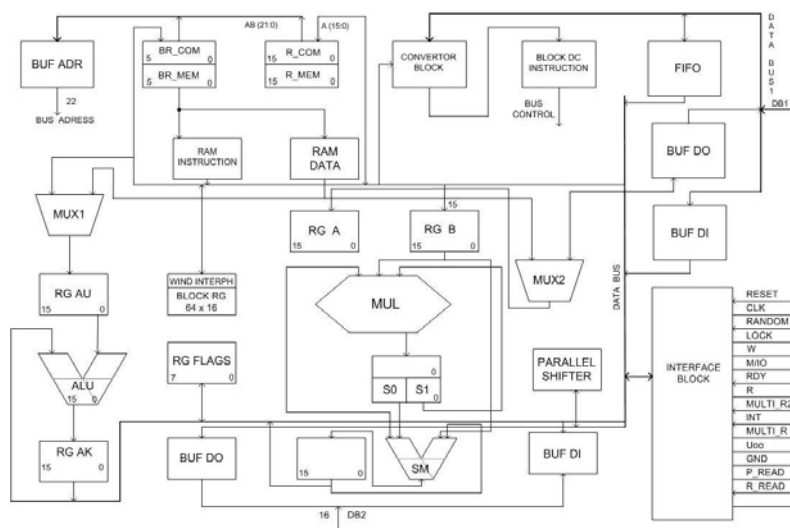 AB (21:0)
A (15:0)
BUF ADR
22
BUS ADRESS
BR_COM
5 0
BR_MEM
5 0
R_COM
15 0
R_MEM
15 0
CONVERTOR
BLOCK
BLOCK DC
INSTRUCTION
BUS
CONTROL
FIFO
DATA BUS1
DB1
BUF DO
BUF DI
RAM
INSTRUCTION
RAM
DATA
MUX1
15
RG A
15 0
RG B
15 0
MUX2
DATA BUS
RG AU
15 0
WIND INTERPH
BLOCK RG
64 x 16
MUL
ALU
15 0
RG FLAGS
7 0
0
S0 S1
0
PARALLEL
SHIFTER
INTERFACE
BLOCK
RESET
CLK
RANDOM
LOCK
W
M/IO
RDY
R
MULTI_R2
INT
MULTI_R
Uoo
GND
P_READ
R_READ
RG AK
15 0
BUF DO
15 0
SM
BUF DI
16 DB2